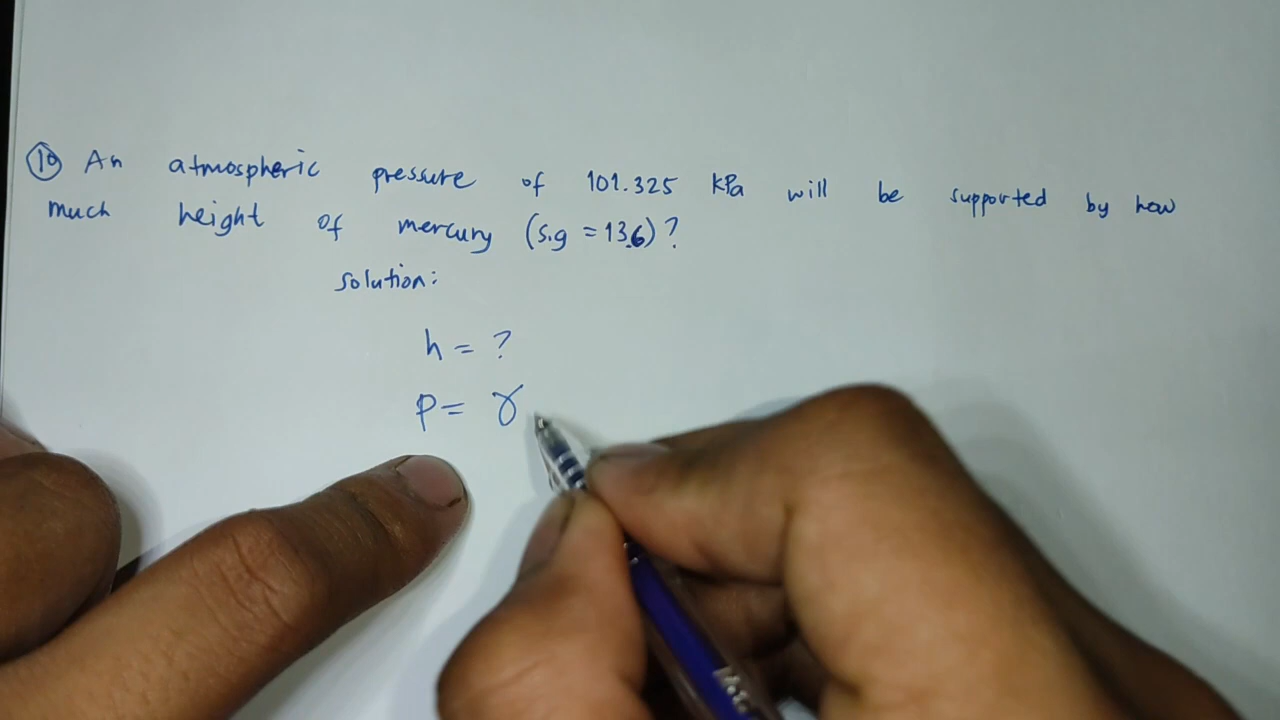 ⑩ An atmospheric pressure of 101.325 kPa will be supported by how
much height of mercury (s.g = 13.6)?
solution:
h = ?
P = γ